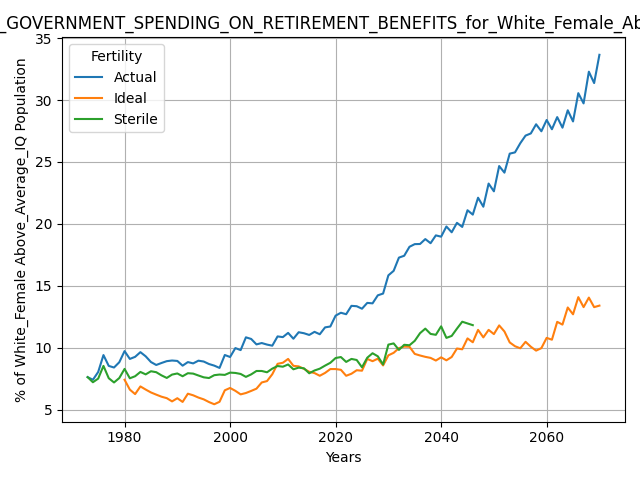 _GOVERNMENT_SPENDING_ON_RETIREMENT_BENEFITS_for_White_Female_Ab
Fertility
Actual
Ideal
Sterile
% of White_Female Above_Average_IQ Population
35
30
25
20
15
10
5
1980 2000 2020 2040 2060
Years